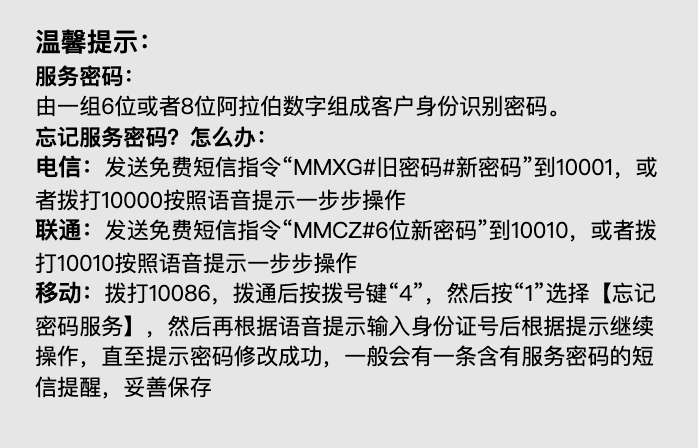 温馨提示：
服务密码：
由一组6位或者8位阿拉伯数字组成客户身份识别密码。
忘记服务密码？怎么办：
电信：发送免费短信指令“MMXG#旧密码#新密码”到10001，或
者拨打10000按照语音提示一步步操作
联通：发送免费短信指令“MMCZ#6位新密码”到10010，或者拨
打10010按照语音提示一步步操作
移动：拨打10086，拨通后按拨号键“4”，然后按“1”选择【忘记
密码服务】，然后再根据语音提示输入身份证号后根据提示继续
操作，直至提示密码修改成功，一般会有一条含有服务密码的短
信提醒，妥善保存